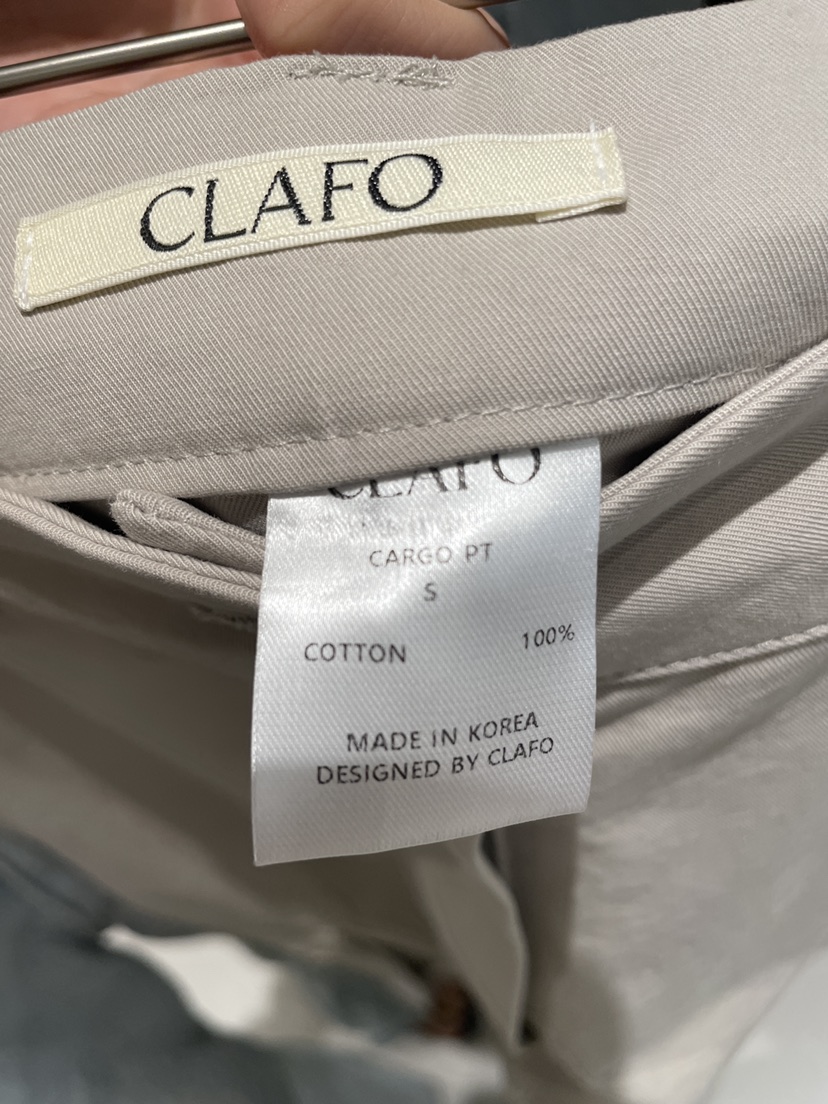 CLAFO
CLAFO
CARGO PT
S
COTTON 100%
MADE IN KOREA
DESIGNED BY CLAFO